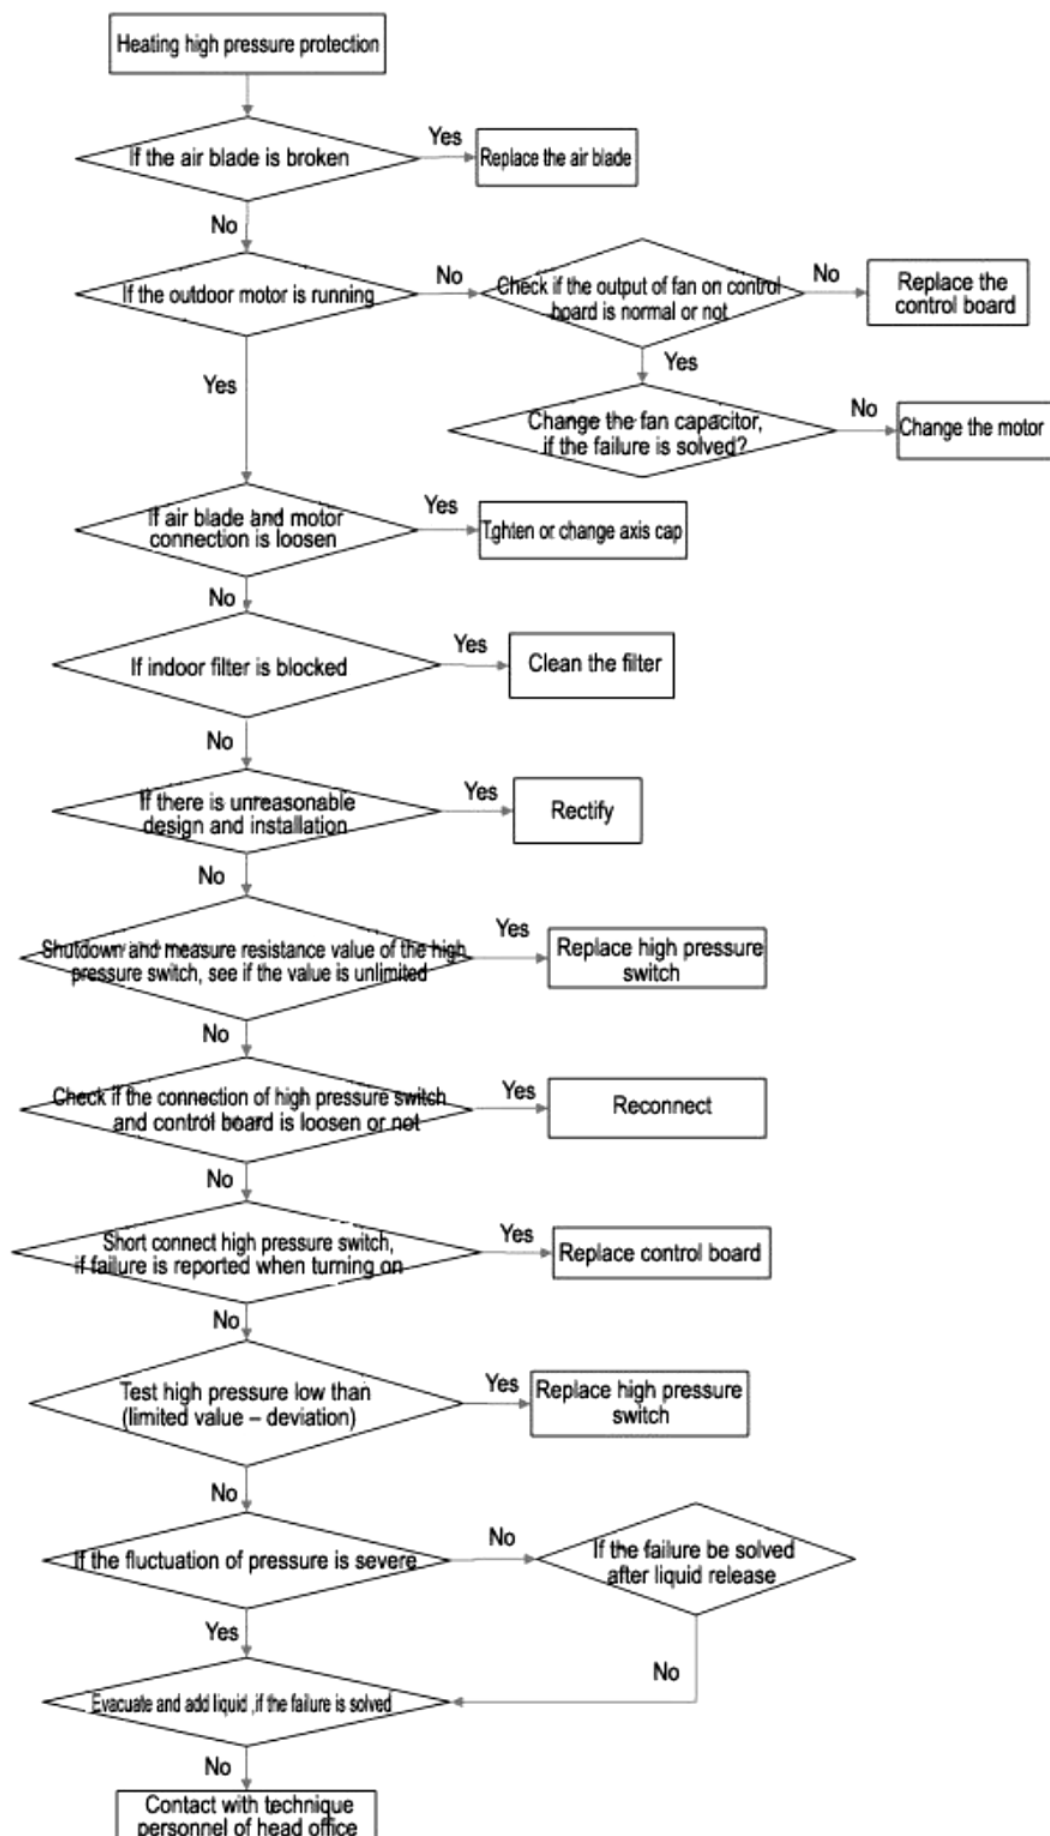 Heating high pressure protection
If the air blade is broken
Yes
Replace the air blade
No
If the outdoor motor is running
No
Check if the output of fan on control
board is normal or not
No
Replace the
control board
Yes
Yes
Change the fan capacitor,
if the failure is solved?
No
Change the motor
If air blade and motor
connection is loosen
Yes
Tghten or change axis cap
No
If indoor filter is blocked
Yes
Clean the filter
No
If there is unreasonable
design and installation
Yes
Rectify
No
Shutdown and measure resistance value of the high
pressure switch, see if the value is unlimited
Yes
Replace high pressure
switch
No
Check if the connection of high pressure switch
and control board is loosen or not
Yes
Reconnect
No
Short connect high pressure switch,
if failure is reported when turning on
Yes
Replace control board
No
Test high pressure low than
(limited value – deviation)
Yes
Replace high pressure
switch
No
If the fluctuation of pressure is severe
No
If the failure be solved
after liquid release
Yes
No
Evacuate and add liquid ,if the failure is solved
No
Contact with technique
personnel of head office